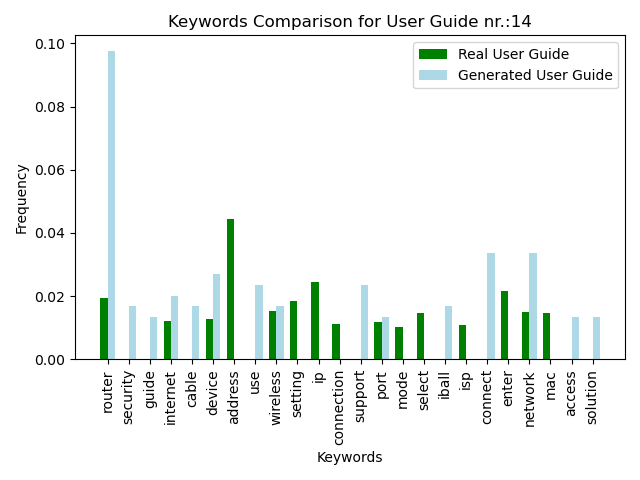 Keywords Comparison for User Guide nr.:14
Real User Guide
Generated User Guide
Frequency
0.10
0.08
0.06
0.04
0.02
0.00
router
security
guide
internet
cable
device
address
use
wireless
setting
ip
connection
support
port
mode
select
iball
isp
connect
enter
network
mac
access
solution
Keywords